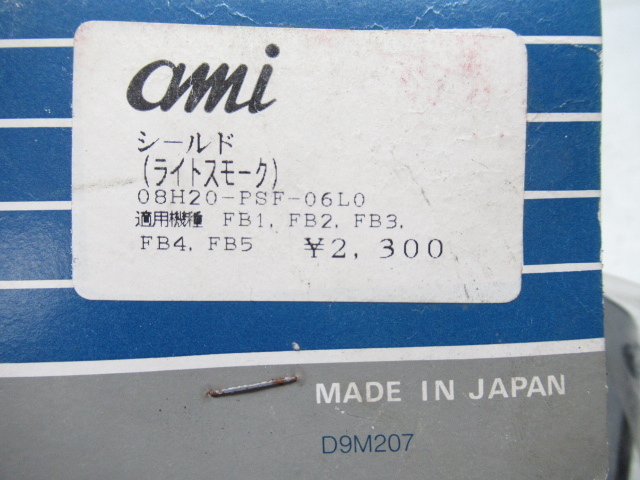 ami
シールド
(ライトスモーク)
08H20-PSF-06L0
適用機種 FB1, FB2, FB3,
FB4, FB5 ¥2, 300
MADE IN JAPAN
D9M207